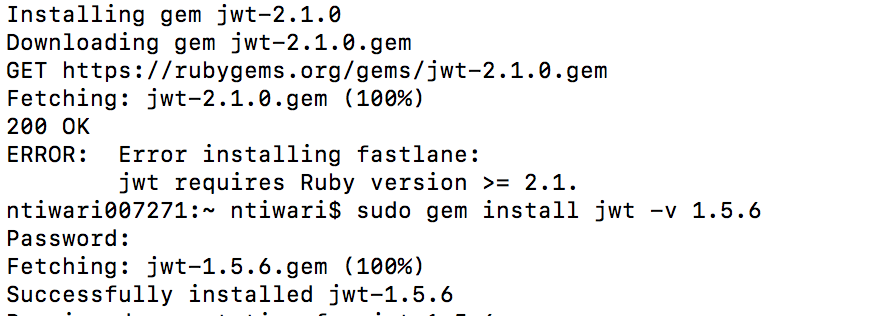 Installing gem jwt-2.1.0
Downloading gem jwt-2.1.0.gem
GET https://rubygems.org/gems/jwt-2.1.0.gem
Fetching: jwt-2.1.0.gem (100%)
200 OK
ERROR:  Error installing fastlane:
        jwt requires Ruby version >= 2.1.
ntiwari007271:~ ntiwari$ sudo gem install jwt -v 1.5.6
Password:
Fetching: jwt-1.5.6.gem (100%)
Successfully installed jwt-1.5.6